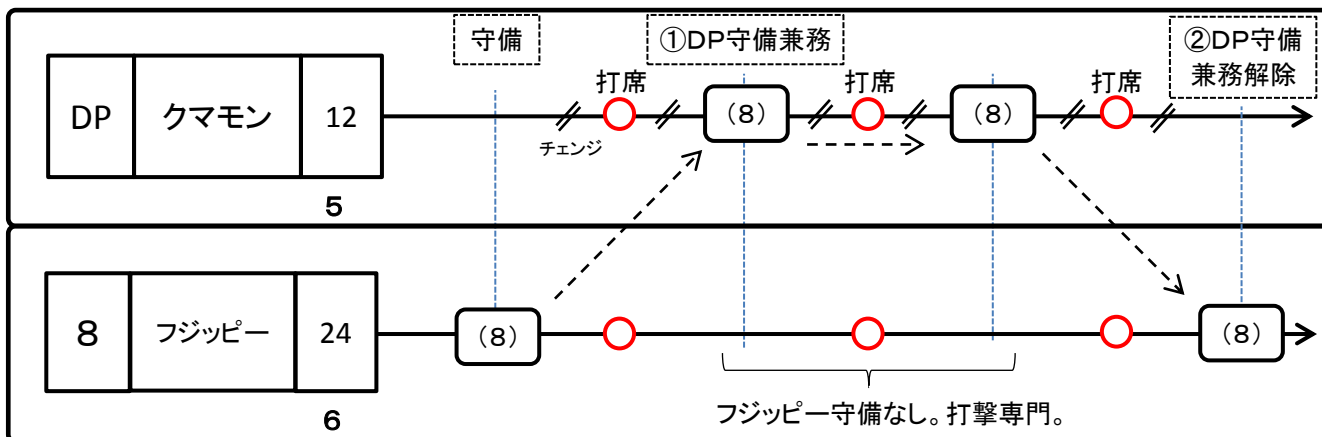 守備
①DP守備兼務
②DP守備
兼務解除
打席
打席
打席
DP クマモン 12
(8)
(8)
チェンジ
5
8 フジッピー 24
(8)
(8)
6
フジッピー守備なし。打撃専門。